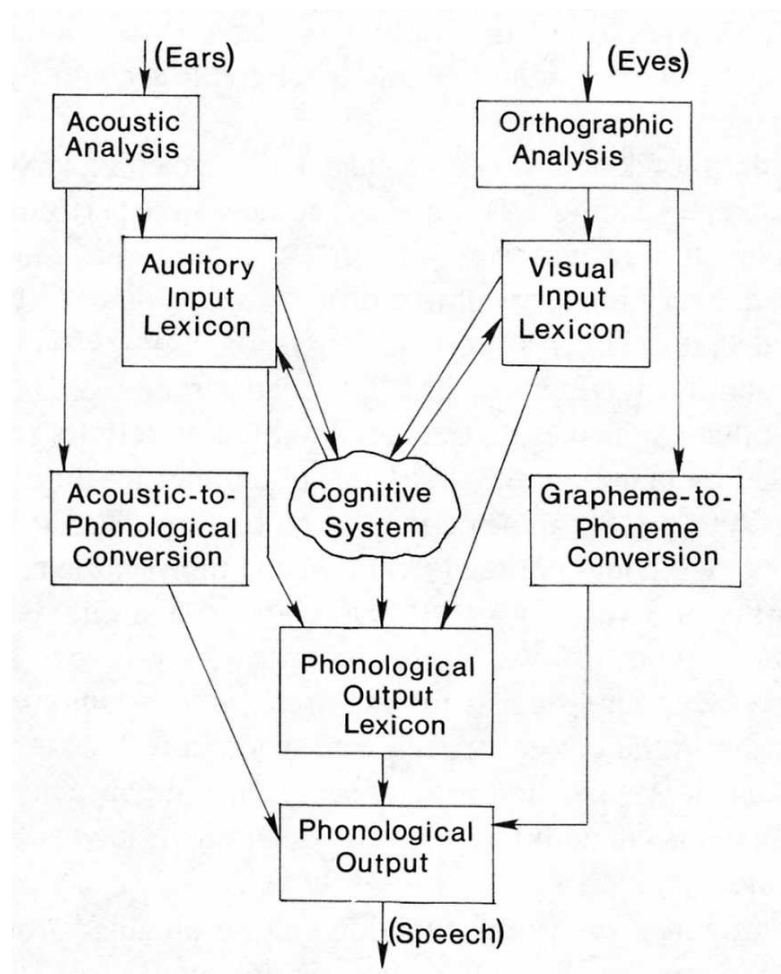 (Ears)
(Eyes)
Acoustic
Analysis
Orthographic
Analysis
Auditory
Input
Lexicon
Visual
Input
Lexicon
Acoustic-to-
Phonological
Conversion
Cognitive
System
Grapheme-to-
Phoneme
Conversion
Phonological
Output
Lexicon
Phonological
Output
(Speech)